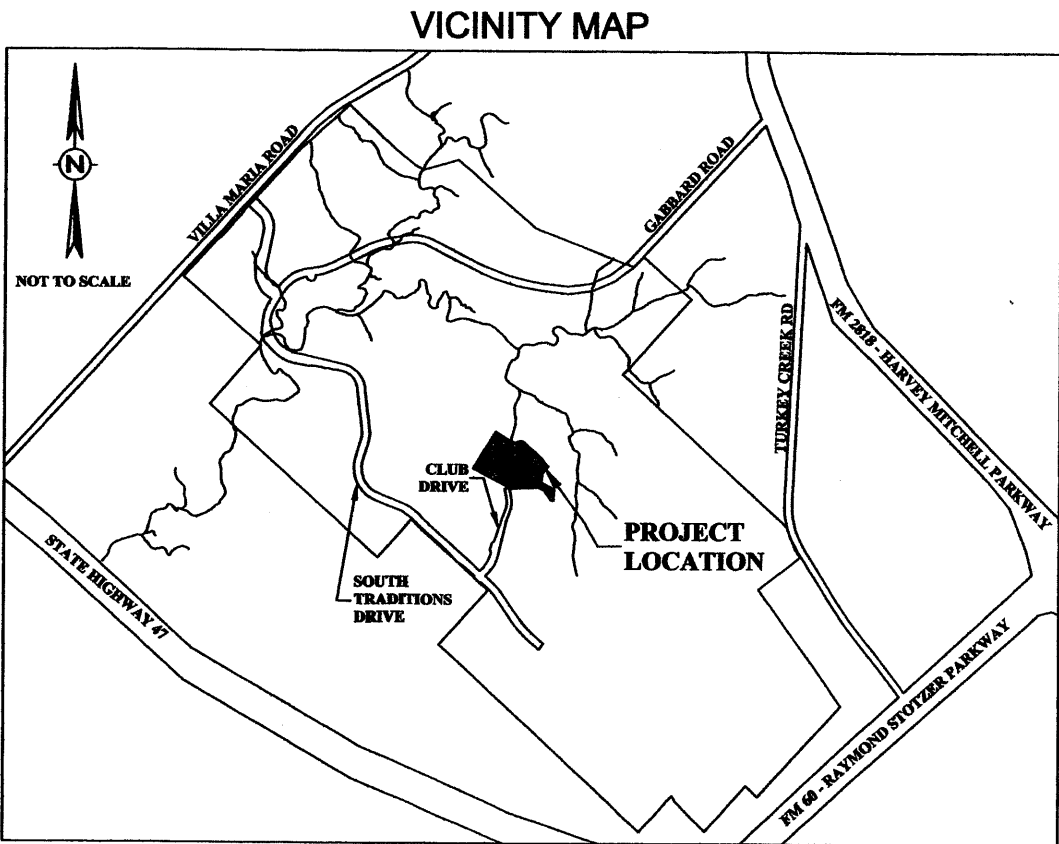 VICINITY MAP
N
NOT TO SCALE
VILLA MARIA ROAD
GABBARD ROAD
TURKEY CREEK RD
FM 2818 - HARVEY MITCHELL PARKWAY
CLUB
DRIVE
PROJECT
LOCATION
SOUTH
TRADITIONS
DRIVE
STATE HIGHWAY 47
FM 60 - RAYMOND STOTZER PARKWAY